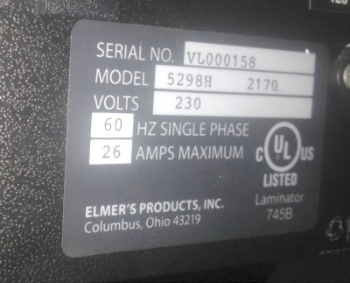 SERIAL NO. VL000158
MODEL 5298H 2170
VOLTS 230
60 HZ SINGLE PHASE
26 AMPS MAXIMUM
C UL US
LISTED
Laminator
745B
ELMER'S PRODUCTS, INC.
Columbus, Ohio 43219